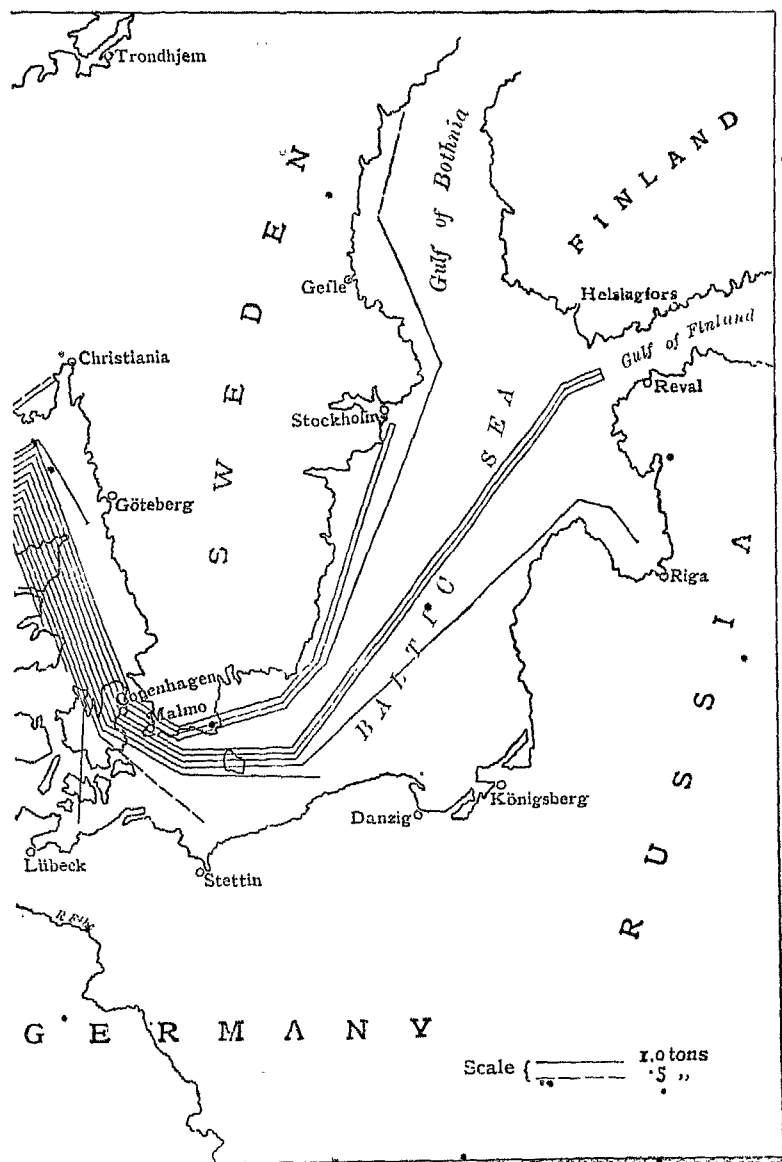 Trondhjem
SWEDEN
Gulf of Bothnia
FINLAND
Gefle
Helsingfors
Gulf of Finland
Christiania
Reval
Stockholm
SEA
Göteberg
Riga
BALTIC
RUSSIA
Copenhagen
Malmo
Königsberg
Danzig
Lübeck
Stettin
R Elbe
GERMANY
Scale { 1.0 tons
.5 „